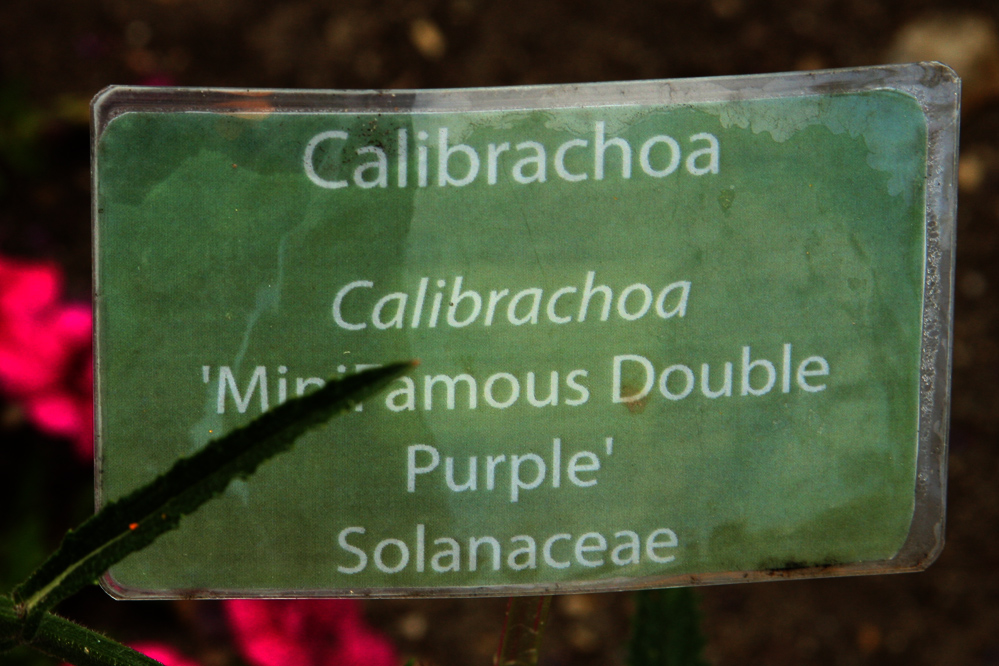 Calibrachoa
Calibrachoa
'MiniFamous Double
Purple'
Solanaceae